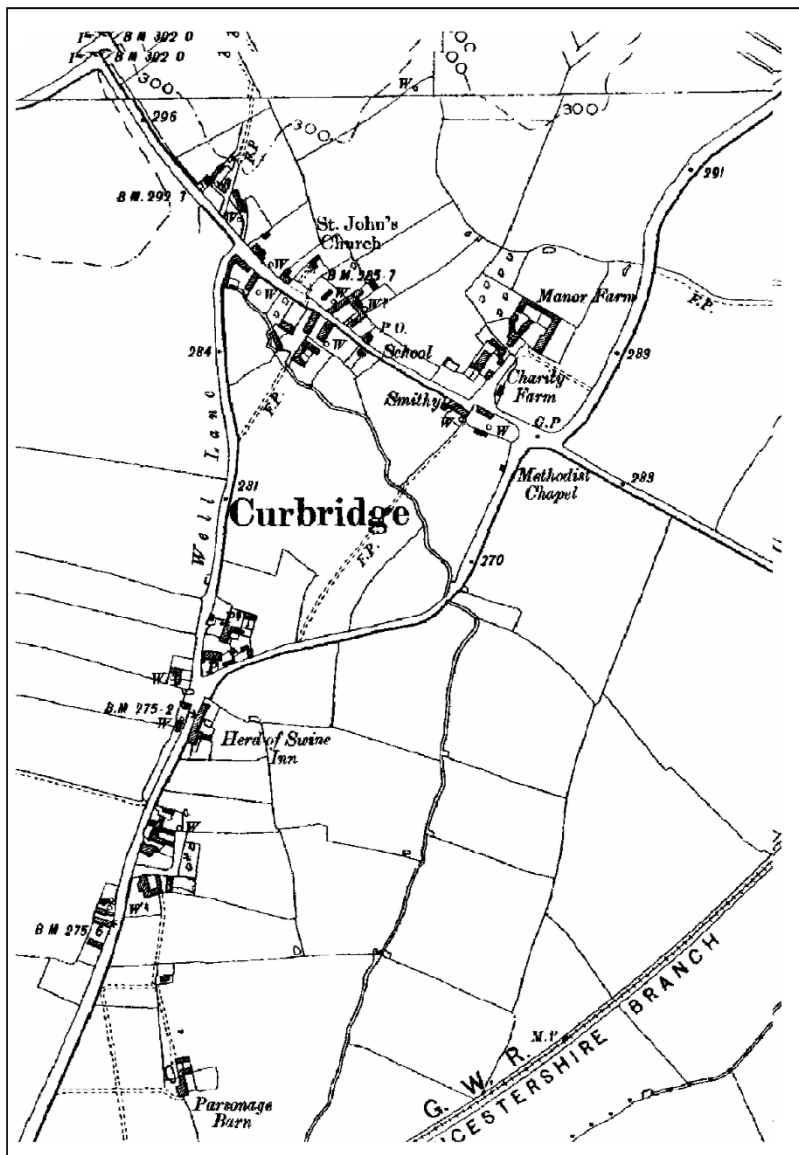 B M 302 0
B M 302 0
300
W
300
296
291
B M. 292 7
W
St. John's
Church
W
B M. 285 7
W
W
W
Manor Farm
F.P.
P.O.
284
W
School
289
Charity
Farm
F.P.
Smithy
G.P
W
W
Methodist
Chapel
283
281
Well Lane
Curbridge
F.P.
270
W
B.M 275·2
W
Herd of Swine
Inn
W
W
B M 275 6
M.P.
G. W. R.
ICESTERSHIRE BRANCH
Parsonage
Barn